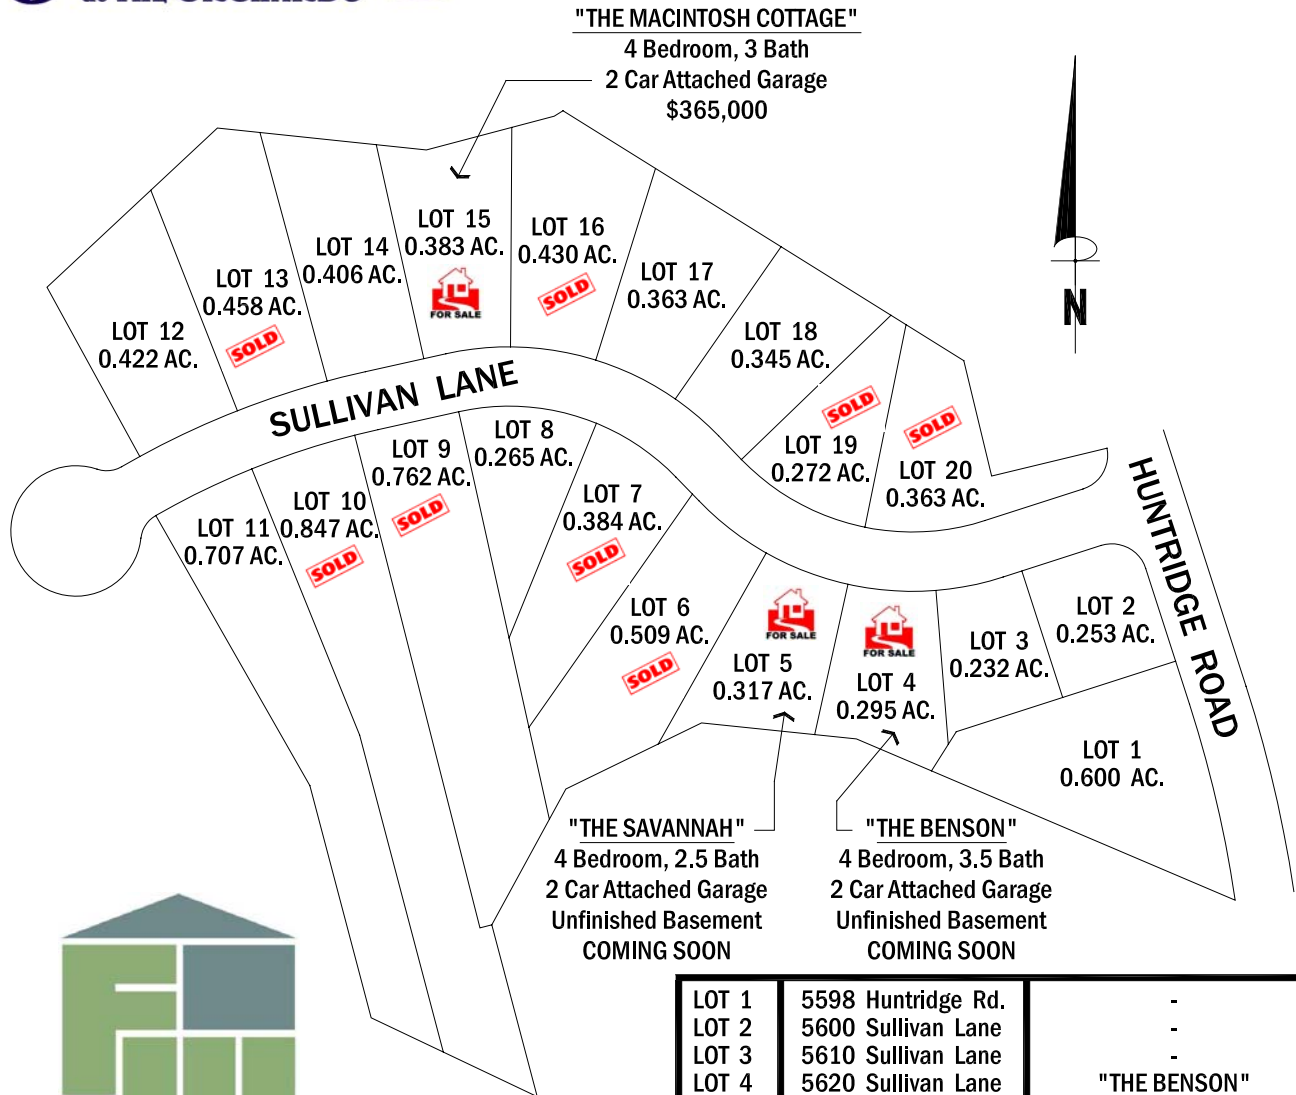 "THE MACINTOSH COTTAGE"
4 Bedroom, 3 Bath
2 Car Attached Garage
$365,000
N
LOT 12
0.422 AC.
LOT 13
0.458 AC.
SOLD
LOT 14
0.406 AC.
LOT 15
0.383 AC.
FOR SALE
LOT 16
0.430 AC.
SOLD
LOT 17
0.363 AC.
LOT 18
0.345 AC.
SOLD
LOT 19
0.272 AC.
SOLD
LOT 20
0.363 AC.
SULLIVAN LANE
HUNTRIDGE ROAD
LOT 11
0.707 AC.
LOT 10
0.847 AC.
SOLD
LOT 9
0.762 AC.
SOLD
LOT 8
0.265 AC.
LOT 7
0.384 AC.
SOLD
LOT 6
0.509 AC.
SOLD
FOR SALE
LOT 5
0.317 AC.
FOR SALE
LOT 4
0.295 AC.
LOT 3
0.232 AC.
LOT 2
0.253 AC.
LOT 1
0.600 AC.
"THE SAVANNAH"
4 Bedroom, 2.5 Bath
2 Car Attached Garage
Unfinished Basement
COMING SOON
"THE BENSON"
4 Bedroom, 3.5 Bath
2 Car Attached Garage
Unfinished Basement
COMING SOON
LOT 1 5598 Huntridge Rd. -
LOT 2 5600 Sullivan Lane -
LOT 3 5610 Sullivan Lane -
LOT 4 5620 Sullivan Lane "THE BENSON"